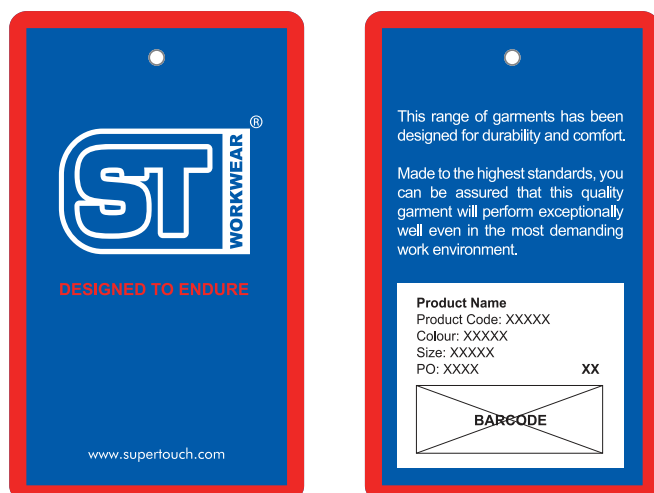 ST
WORKWEAR
®
DESIGNED TO ENDURE
www.supertouch.com
This range of garments has been
designed for durability and comfort.
Made to the highest standards, you
can be assured that this quality
garment will perform exceptionally
well even in the most demanding
work environment.
Product Name
Product Code: XXXXX
Colour: XXXXX
Size: XXXXX
PO: XXXX XX
BARCODE